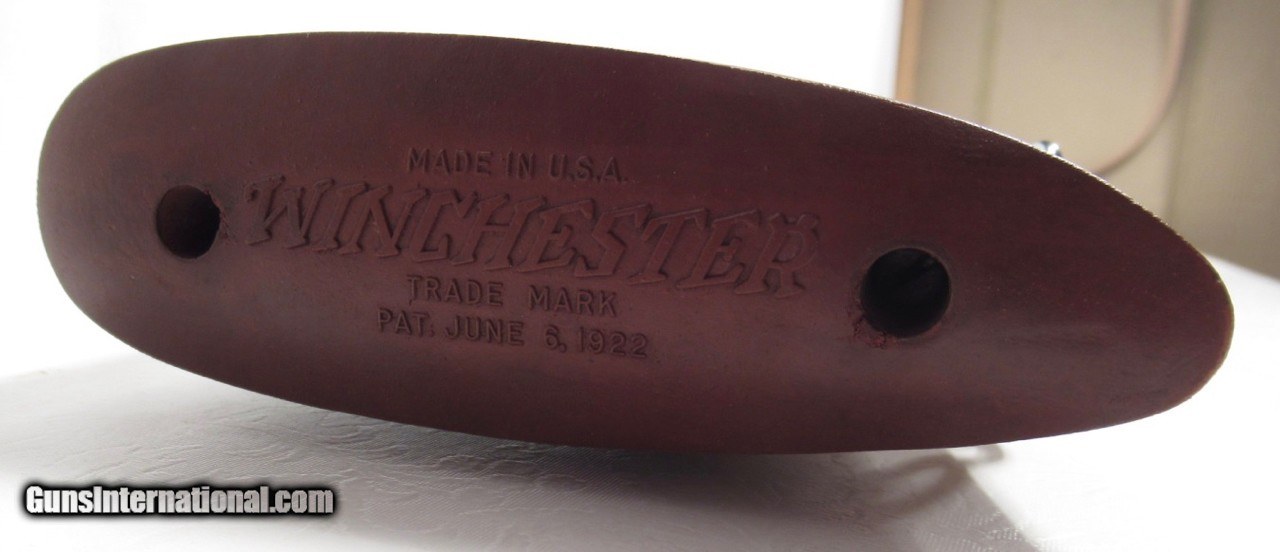 MADE IN U.S.A.
WINCHESTER
TRADE MARK
PAT. JUNE 6, 1922
GunsInternational.com